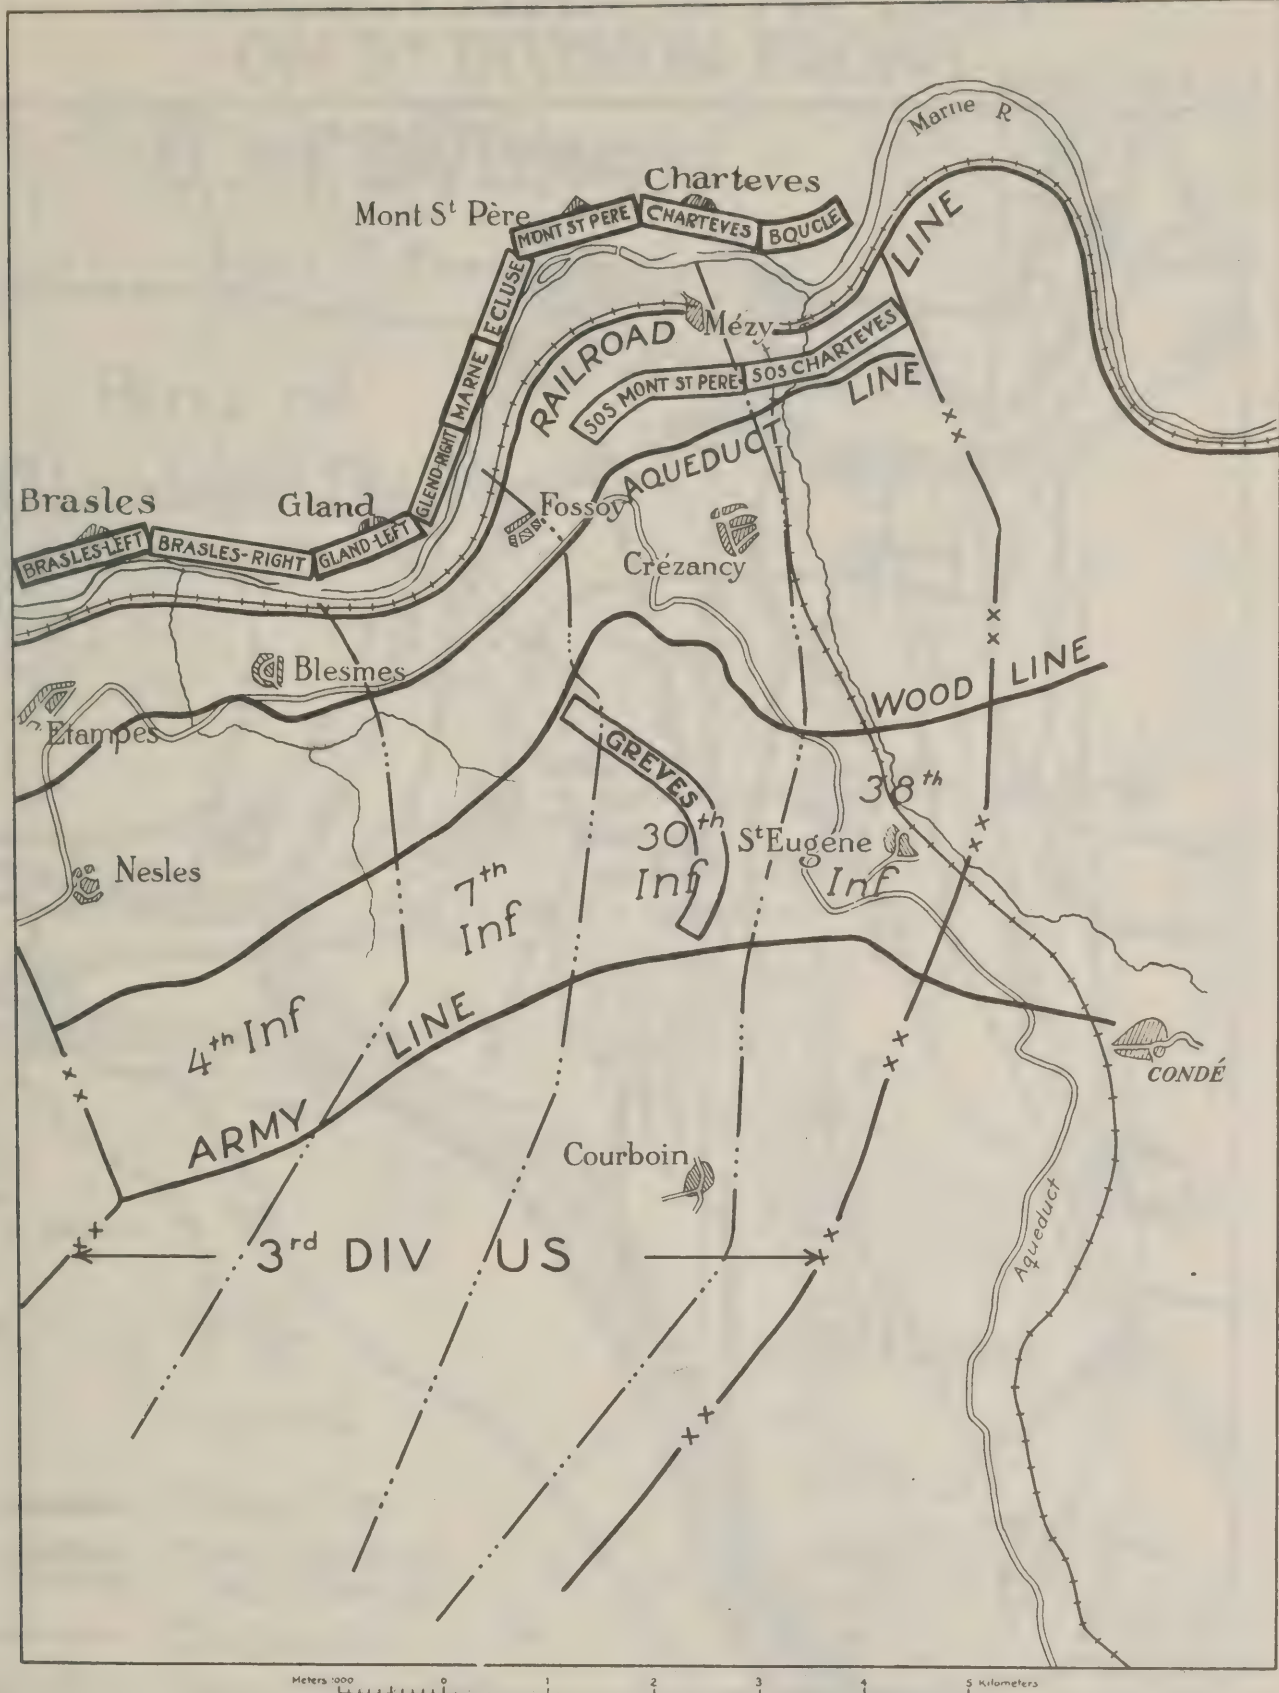 Marne R
Charteves
Mont Sᵗ Père
MONT ST PERE
CHARTEVES
BOUCLE
LINE
ECLUSE
RAILROAD
Mézy
MARNE
SOS MONT ST PERE
SOS CHARTEVES
LINE
GLEND-RIGHT
AQUEDUCT
Brasles
Gland
Fossoy
BRASLES-LEFT
BRASLES-RIGHT
GLAND-LEFT
Crézancy
Blesmes
WOOD LINE
Etampes
GREVES
38ᵗʰ
Inf
30ᵗʰ
Inf
SᵗEugéne
Nesles
7ᵗʰ
Inf
4ᵗʰ Inf
ARMY LINE
CONDÉ
Courboin
Aqueduct
3ʳᵈ DIV US
Meters 1000 0 1 2 3 4 5 Kilometers